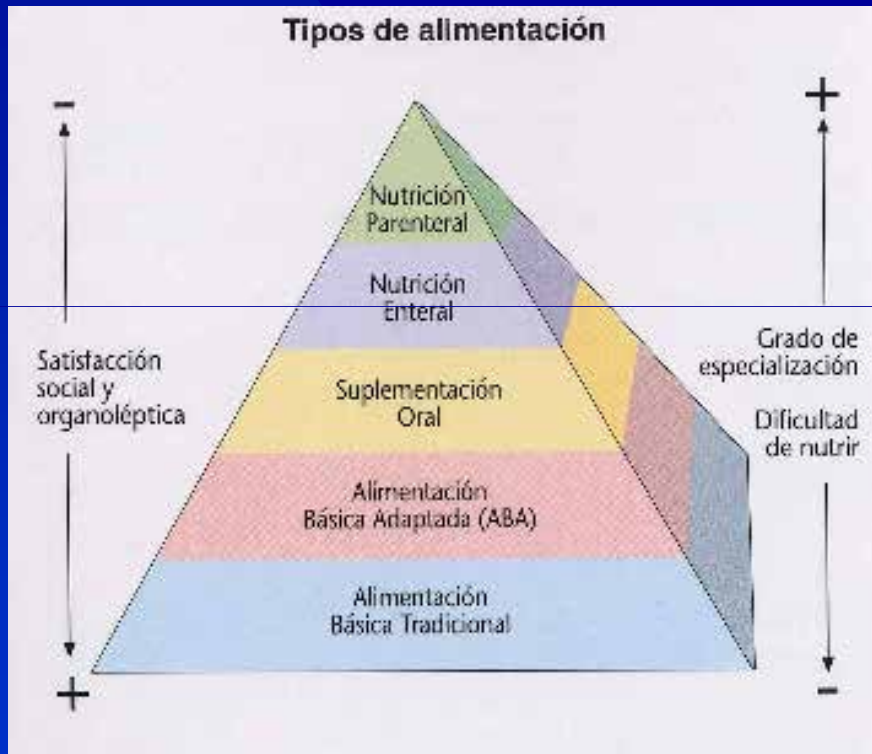 Tipos de alimentación
-
+
Nutrición
Parenteral
Nutrición
Enteral
Satisfacción
social y
organoléptica
Suplementación
Oral
Grado de
especialización
Dificultad
de nutrir
Alimentación
Básica Adaptada (ABA)
Alimentación
Básica Tradicional
+
-